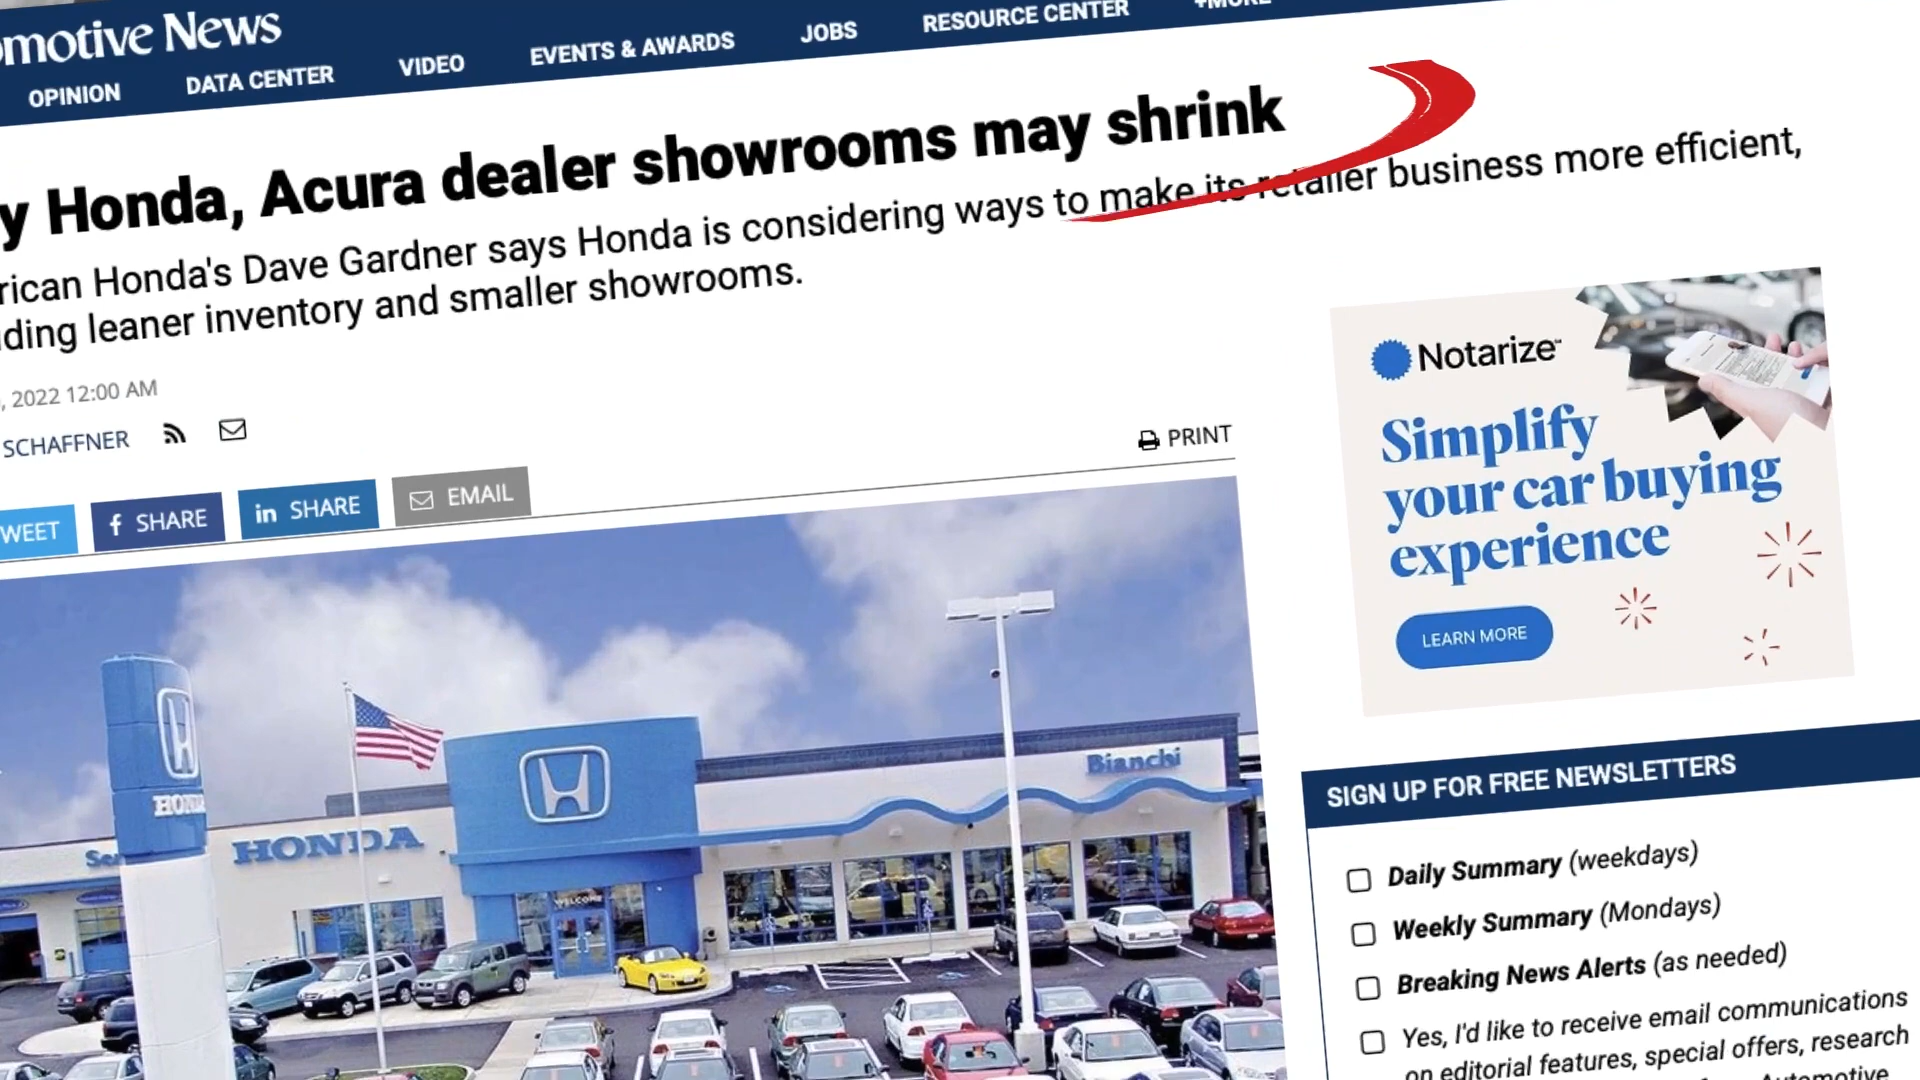 omotive News
OPINION DATA CENTER VIDEO EVENTS & AWARDS JOBS RESOURCE CENTER +MORE
y Honda, Acura dealer showrooms may shrink
rican Honda's Dave Gardner says Honda is considering ways to make its retailer business more efficient,
ding leaner inventory and smaller showrooms.
, 2022 12:00 AM
SCHAFFNER
PRINT
WEET
SHARE
SHARE
EMAIL
HONDA
HONDA
Bianchi
WELCOME
Notarize
Simplify
your car buying
experience
LEARN MORE
SIGN UP FOR FREE NEWSLETTERS
Daily Summary (weekdays)
Weekly Summary (Mondays)
Breaking News Alerts (as needed)
Yes, I'd like to receive email communications
on editorial features, special offers, research
Automotive